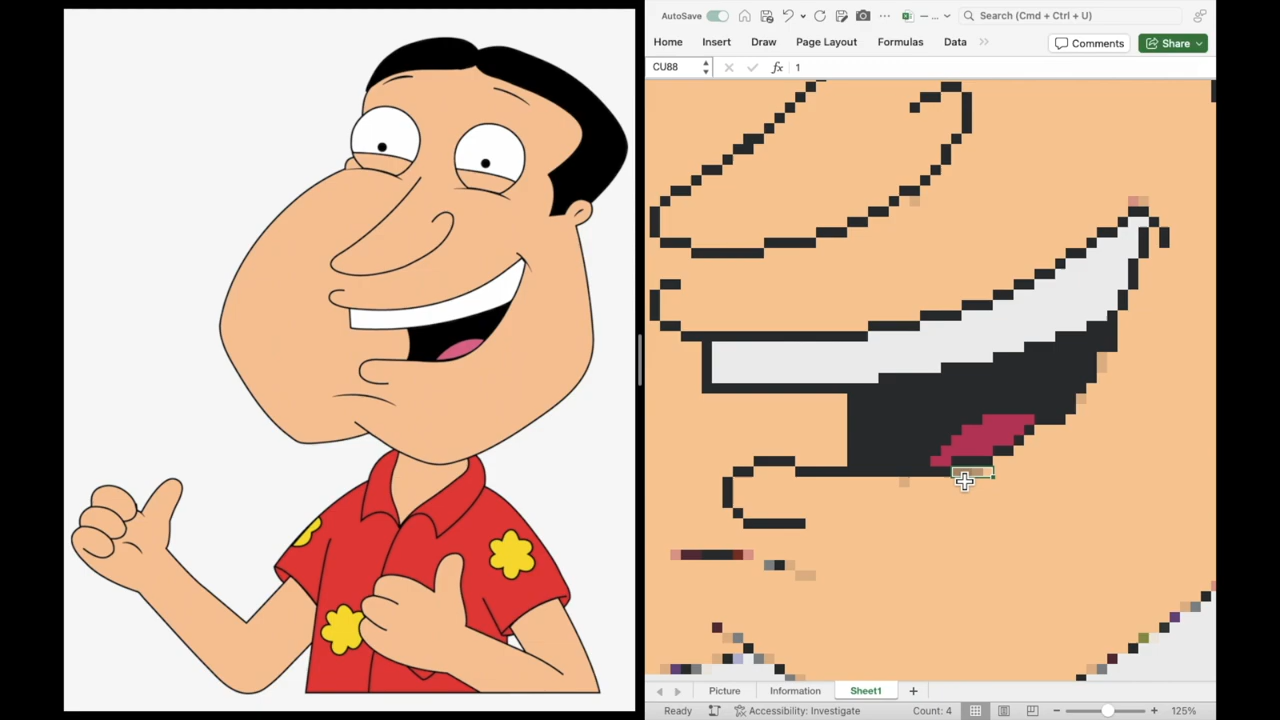 AutoSave
— ...
Search (Cmd + Ctrl + U)
Home Insert Draw Page Layout Formulas Data Comments Share
CU88 fx 1
Picture Information Sheet1
Ready Accessibility: Investigate Count: 4 125%